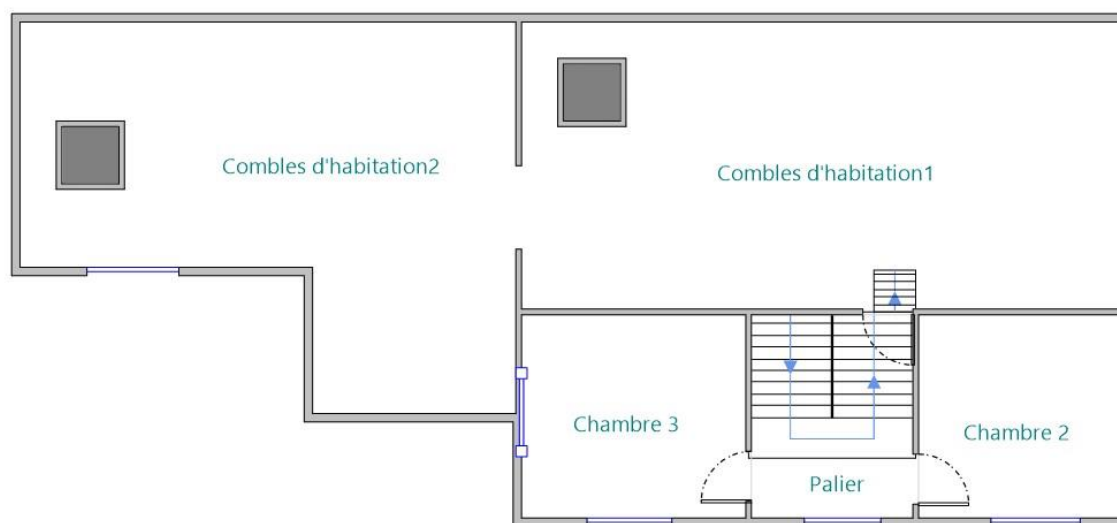 Combles d'habitation2
Combles d'habitation1
Chambre 3
Chambre 2
Palier